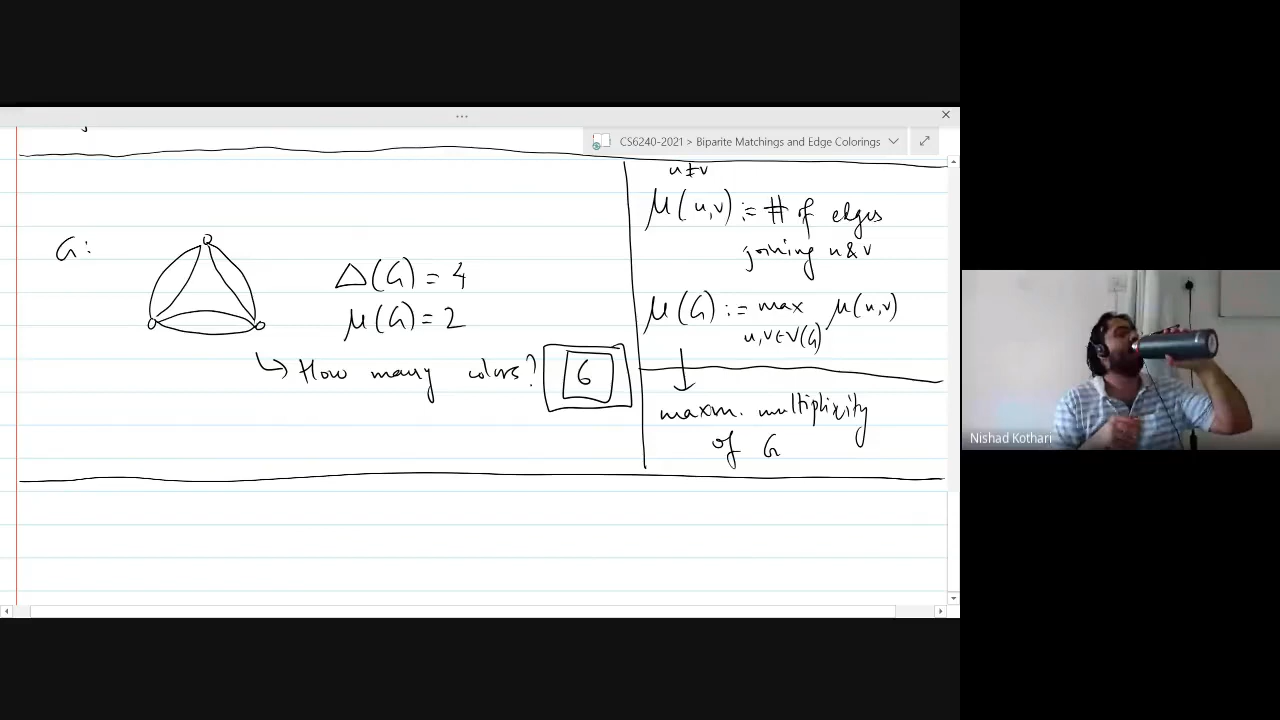 CS6240-2021 > Biparite Matchings and Edge Colorings
u≠v
μ(u,v) := # of edges
joining u & v
G:
Δ(G) = 4
μ(G) = 2
μ(G) := max μ(u,v)
u,v∈V(G)
↳ How many colors? 6
maxm. multiplixity
of G
Nishad Kothari